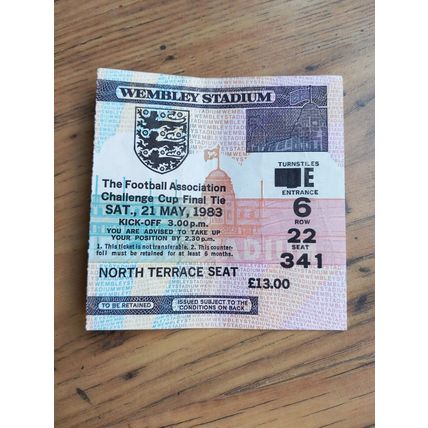 WEMBLEY STADIUM
The Football Association
Challenge Cup Final Tie
SAT., 21 MAY, 1983
KICK-OFF 3.00 p.m.
YOU ARE ADVISED TO TAKE UP
YOUR POSITION BY 2.30 p.m.
1. This ticket is not transferable. 2. This counter-
foil must be retained for at least 6 months.
NORTH TERRACE SEAT
TURNSTILES
E
ENTRANCE
6
ROW
22
SEAT
341
£13.00
TO BE RETAINED
ISSUED SUBJECT TO THE
CONDITIONS ON BACK